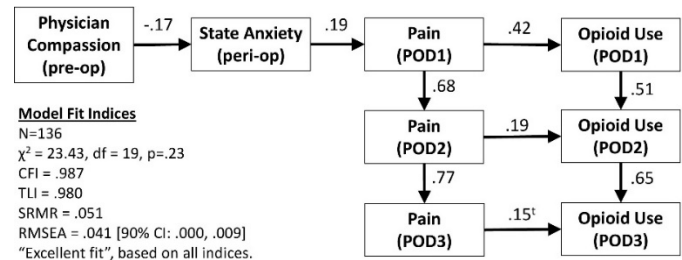 Physician
Compassion
(pre-op)
-.17
State Anxiety
(peri-op)
.19
Pain
(POD1)
.42
Opioid Use
(POD1)
.68
.51
Pain
(POD2)
.19
Opioid Use
(POD2)
.77
.65
Pain
(POD3)
.15ᵗ
Opioid Use
(POD3)
Model Fit Indices
N=136
χ² = 23.43, df = 19, p=.23
CFI = .987
TLI = .980
SRMR = .051
RMSEA = .041 [90% CI: .000, .009]
“Excellent fit”, based on all indices.